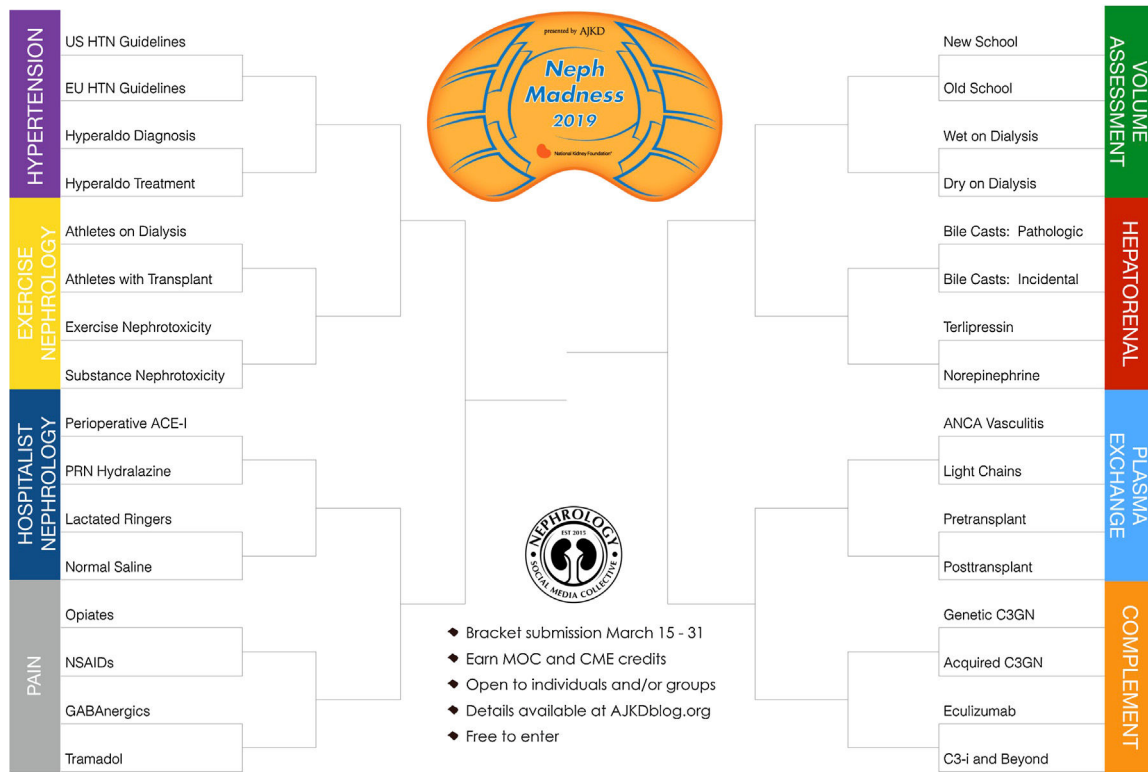 HYPERTENSION
US HTN Guidelines
EU HTN Guidelines
Hyperaldo Diagnosis
Hyperaldo Treatment
EXERCISE
NEPHROLOGY
Athletes on Dialysis
Athletes with Transplant
Exercise Nephrotoxicity
Substance Nephrotoxicity
HOSPITALIST
NEPHROLOGY
Perioperative ACE-I
PRN Hydralazine
Lactated Ringers
Normal Saline
PAIN
Opiates
NSAIDs
GABAnergics
Tramadol
presented by AJKD
Neph
Madness
2019
National Kidney Foundation®
NEPHROLOGY
EST 2015
SOCIAL MEDIA COLLECTIVE
Bracket submission March 15 - 31
Earn MOC and CME credits
Open to individuals and/or groups
Details available at AJKDblog.org
Free to enter
VOLUME
ASSESSMENT
New School
Old School
Wet on Dialysis
Dry on Dialysis
HEPATORENAL
Bile Casts: Pathologic
Bile Casts: Incidental
Terlipressin
Norepinephrine
PLASMA
EXCHANGE
ANCA Vasculitis
Light Chains
Pretransplant
Posttransplant
COMPLEMENT
Genetic C3GN
Acquired C3GN
Eculizumab
C3-i and Beyond